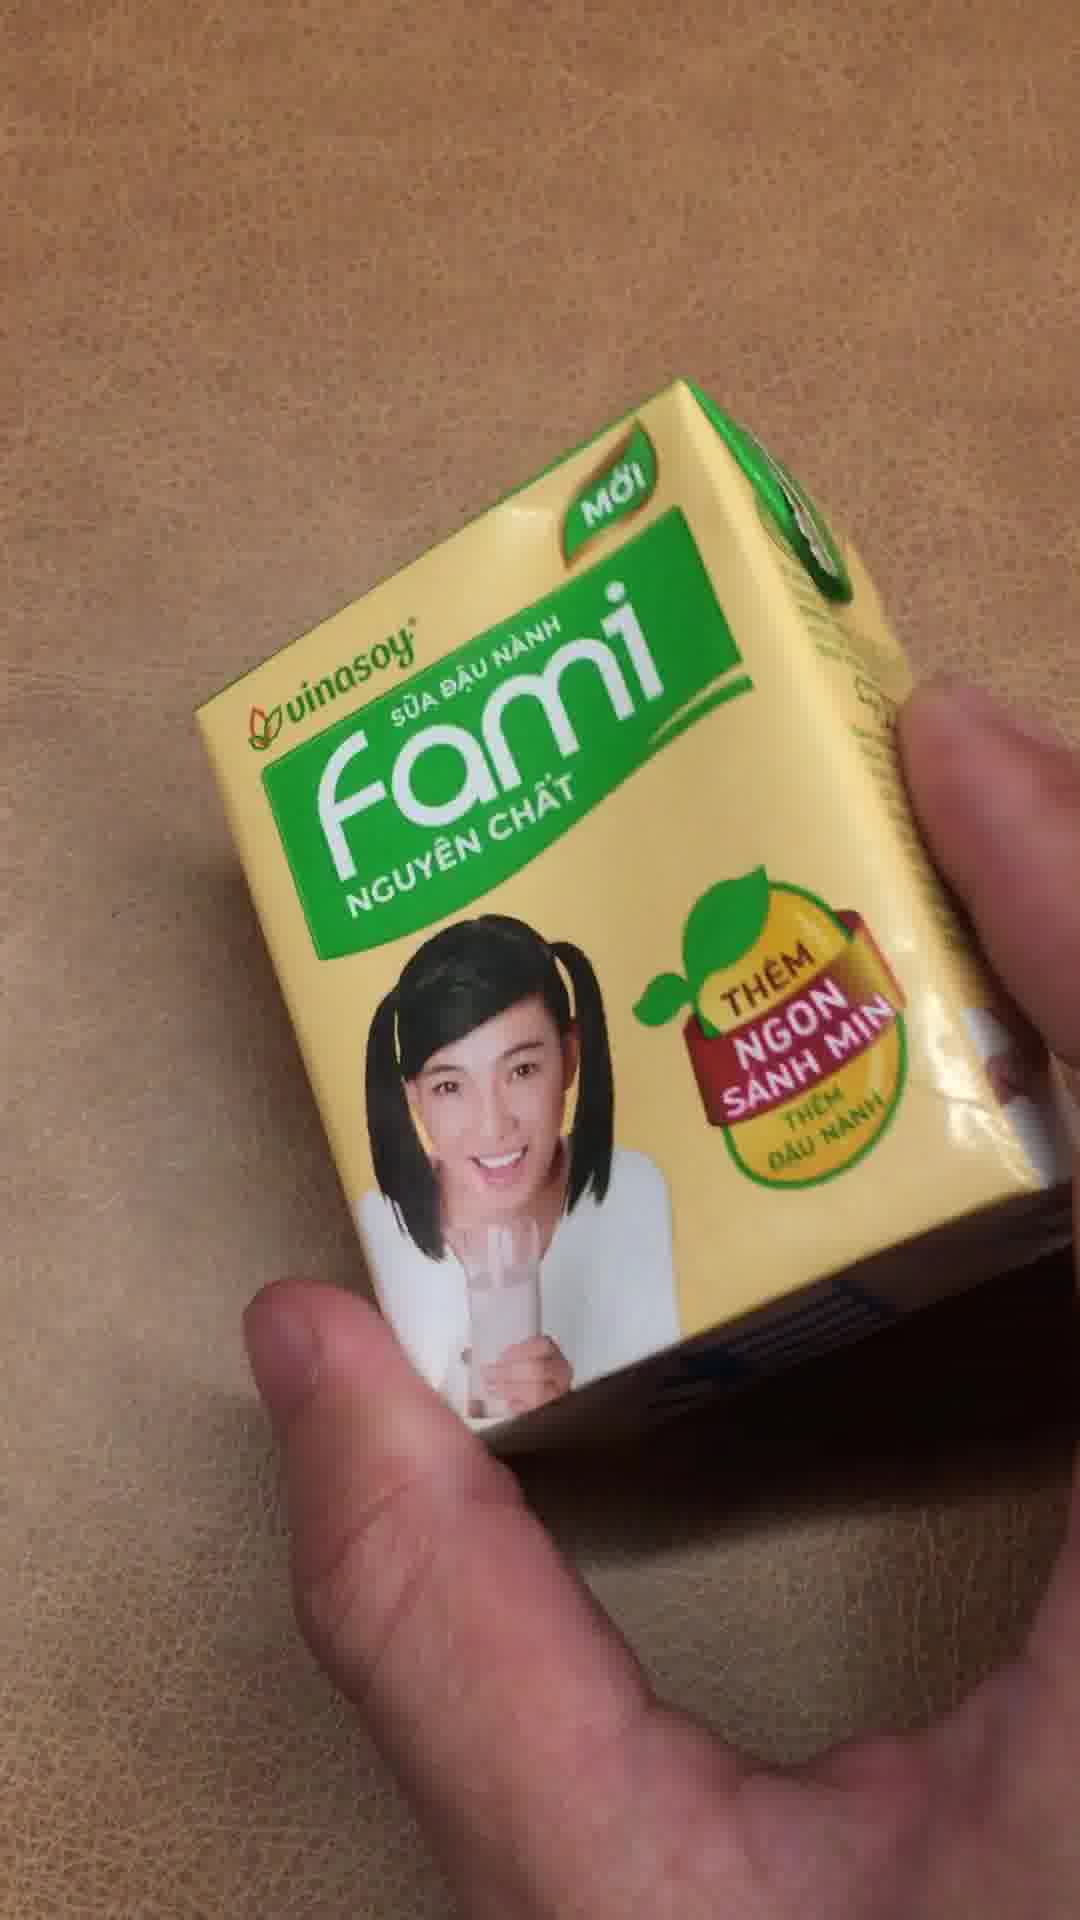 MỚI
vinasoy
SỮA ĐẬU NÀNH
fami
NGUYÊN CHẤT
THÊM
NGON
SÁNH MỊN
THÊM
ĐẬU NÀNH